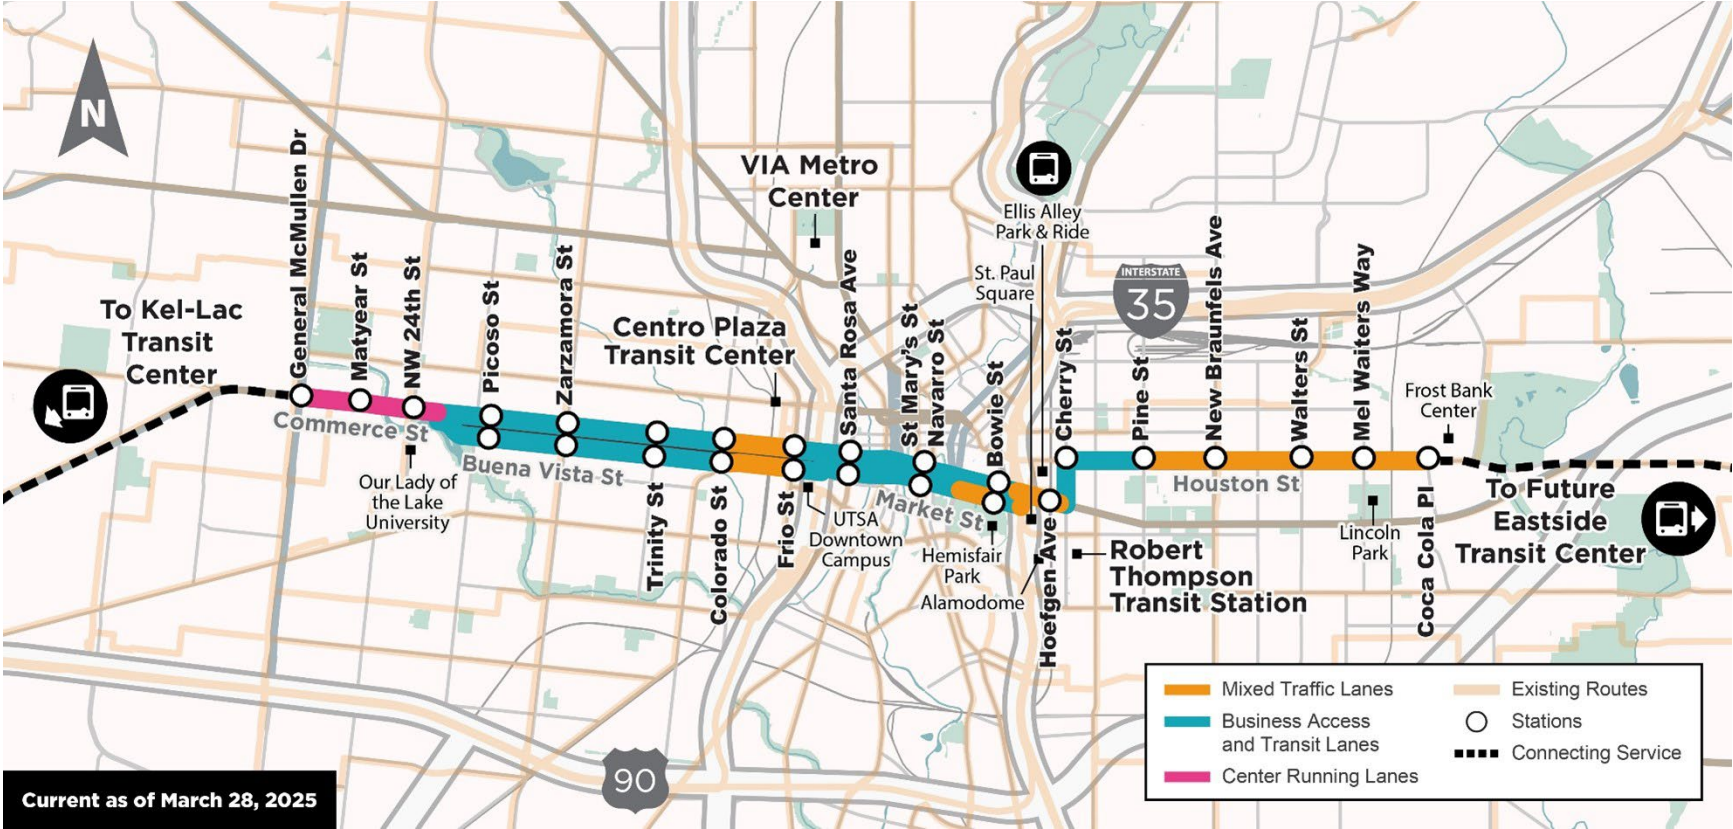 N
General McMullen Dr
Matyear St
NW 24th St
Picoso St
Zarzamora St
Trinity St
Colorado St
Frio St
Santa Rosa Ave
St Mary's St
Navarro St
Bowie St
Hoefgen Ave
Cherry St
Pine St
New Braunfels Ave
Walters St
Mel Waiters Way
Coca Cola Pl
VIA Metro
Center
Ellis Alley
Park & Ride
St. Paul
Square
INTERSTATE
35
To Kel-Lac
Transit
Center
Centro Plaza
Transit Center
Frost Bank
Center
Commerce St
Buena Vista St
Market St
Houston St
Our Lady of
the Lake
University
UTSA
Downtown
Campus
Hemisfair
Park
Alamodome
Robert
Thompson
Transit Station
Lincoln
Park
To Future
Eastside
Transit Center
90
Mixed Traffic Lanes
Business Access
and Transit Lanes
Center Running Lanes
Existing Routes
Stations
Connecting Service
Current as of March 28, 2025